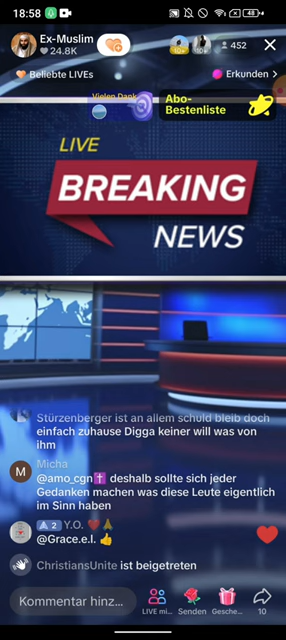 18:58
48
Ex-Muslim
24.8K
452
Beliebte LIVEs
Erkunden >
Vielen Dank
Abo-
Bestenliste
LIVE
BREAKING
NEWS
Stürzenberger ist an allem schuld bleib doch
einfach zuhause Digga keiner will was von
ihm
M
Micha
@amo_cgn✝️ deshalb sollte sich jeder
Gedanken machen was diese Leute eigentlich
im Sinn haben
2 Y.O. ❤️🙏
@Grace.e.l. 👍
ChristiansUnite ist beigetreten
Kommentar hinz...
LIVE mi...
Senden
Gesche...
10